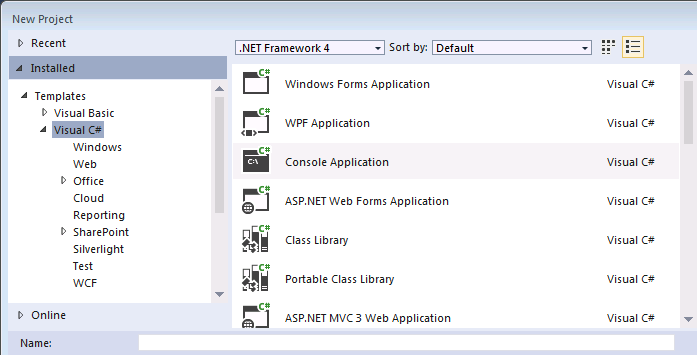 New Project
Recent
.NET Framework 4
Sort by: Default
Installed
Templates
Visual Basic
Visual C#
Windows
Web
Office
Cloud
Reporting
SharePoint
Silverlight
Test
WCF
Online
C#
Windows Forms Application Visual C#
C#
WPF Application Visual C#
C#
C:\
Console Application Visual C#
C#
ASP.NET Web Forms Application Visual C#
C#
Class Library Visual C#
C#
Portable Class Library Visual C#
C#
ASP.NET MVC 3 Web Application Visual C#
Name: